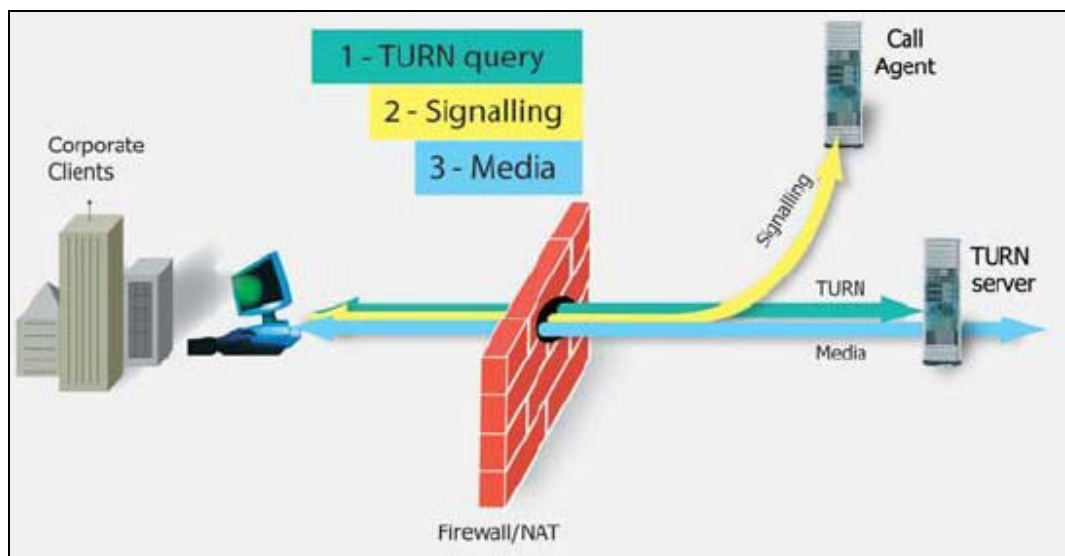 1 - TURN query
2 - Signalling
3 - Media
Call
Agent
Corporate
Clients
Signalling
TURN
server
TURN
Media
Firewall/NAT